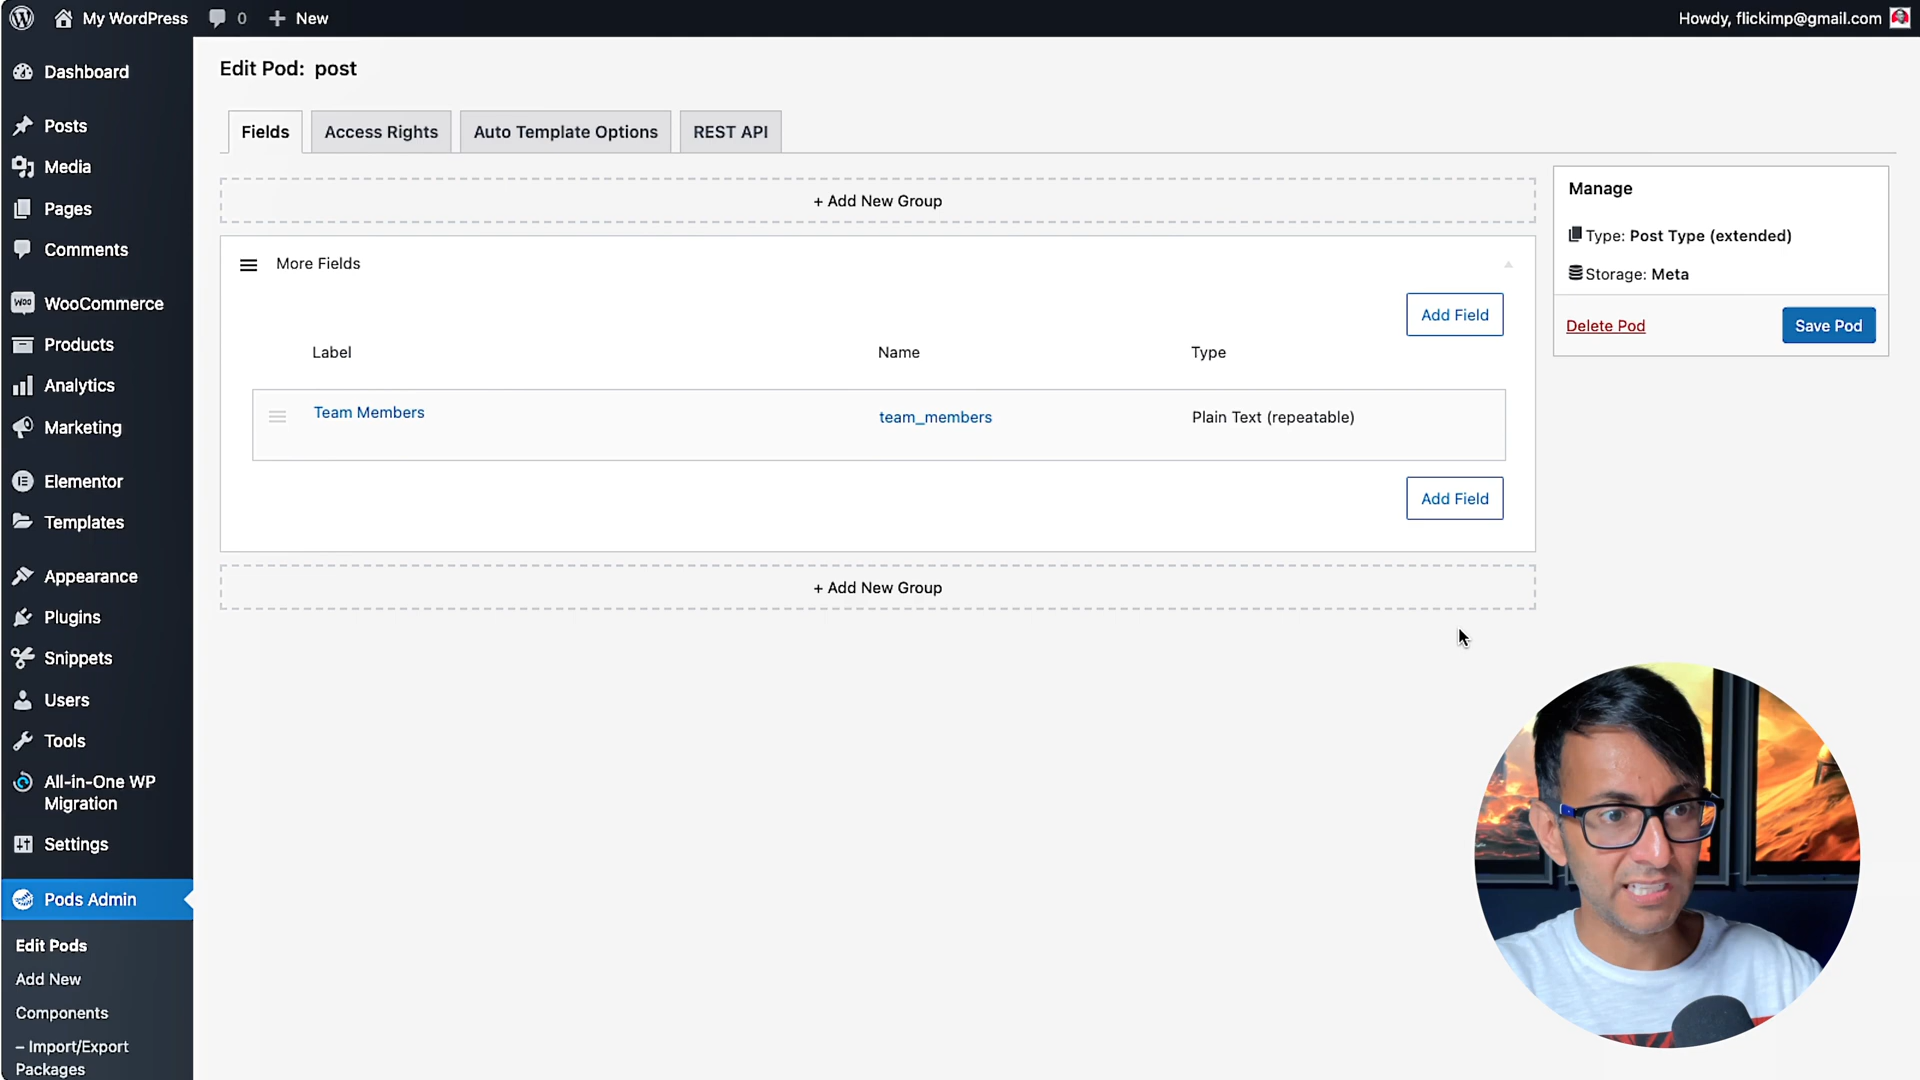 My WordPress
0
New
Howdy, flickimp@gmail.com
Dashboard
Posts
Media
Pages
Comments
WooCommerce
Products
Analytics
Marketing
Elementor
Templates
Appearance
Plugins
Snippets
Users
Tools
All-in-One WP
Migration
Settings
Pods Admin
Edit Pods
Add New
Components
– Import/Export
Packages
Edit Pod: post
Fields
Access Rights
Auto Template Options
REST API
+ Add New Group
More Fields
Add Field
Label Name Type
Team Members team_members Plain Text (repeatable)
Add Field
+ Add New Group
Manage
Type: Post Type (extended)
Storage: Meta
Delete Pod
Save Pod